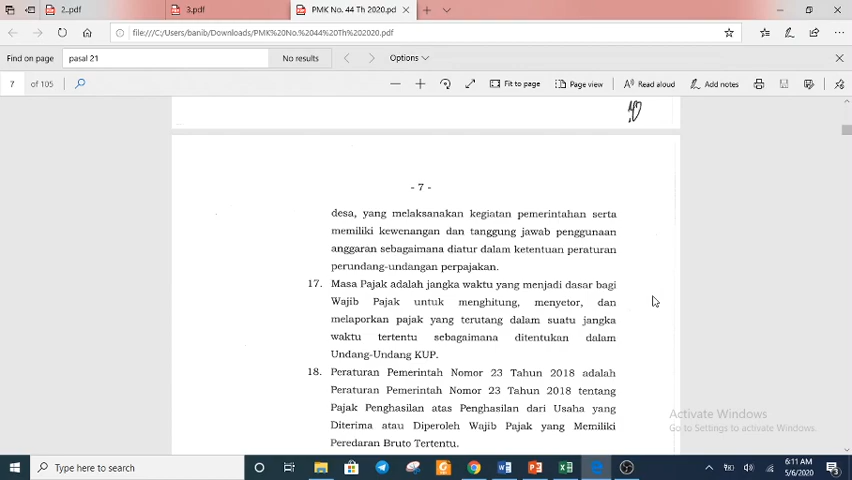 2.pdf
3.pdf
PMK No. 44 Th 2020.pd
file:///C:/Users/banib/Downloads/PMK%20No.%2044%20Th%202020.pdf
Find on page
pasal 21
No results
Options
7
of 105
Fit to page
Page view
Read aloud
Add notes
- 7 -
desa, yang melaksanakan kegiatan pemerintahan serta
memiliki kewenangan dan tanggung jawab penggunaan
anggaran sebagaimana diatur dalam ketentuan peraturan
perundang-undangan perpajakan.
17. Masa Pajak adalah jangka waktu yang menjadi dasar bagi
Wajib Pajak untuk menghitung, menyetor, dan
melaporkan pajak yang terutang dalam suatu jangka
waktu tertentu sebagaimana ditentukan dalam
Undang-Undang KUP.
18. Peraturan Pemerintah Nomor 23 Tahun 2018 adalah
Peraturan Pemerintah Nomor 23 Tahun 2018 tentang
Pajak Penghasilan atas Penghasilan dari Usaha yang
Diterima atau Diperoleh Wajib Pajak yang Memiliki
Peredaran Bruto Tertentu.
Activate Windows
Go to Settings to activate Windows.
Type here to search
6:11 AM
5/6/2020